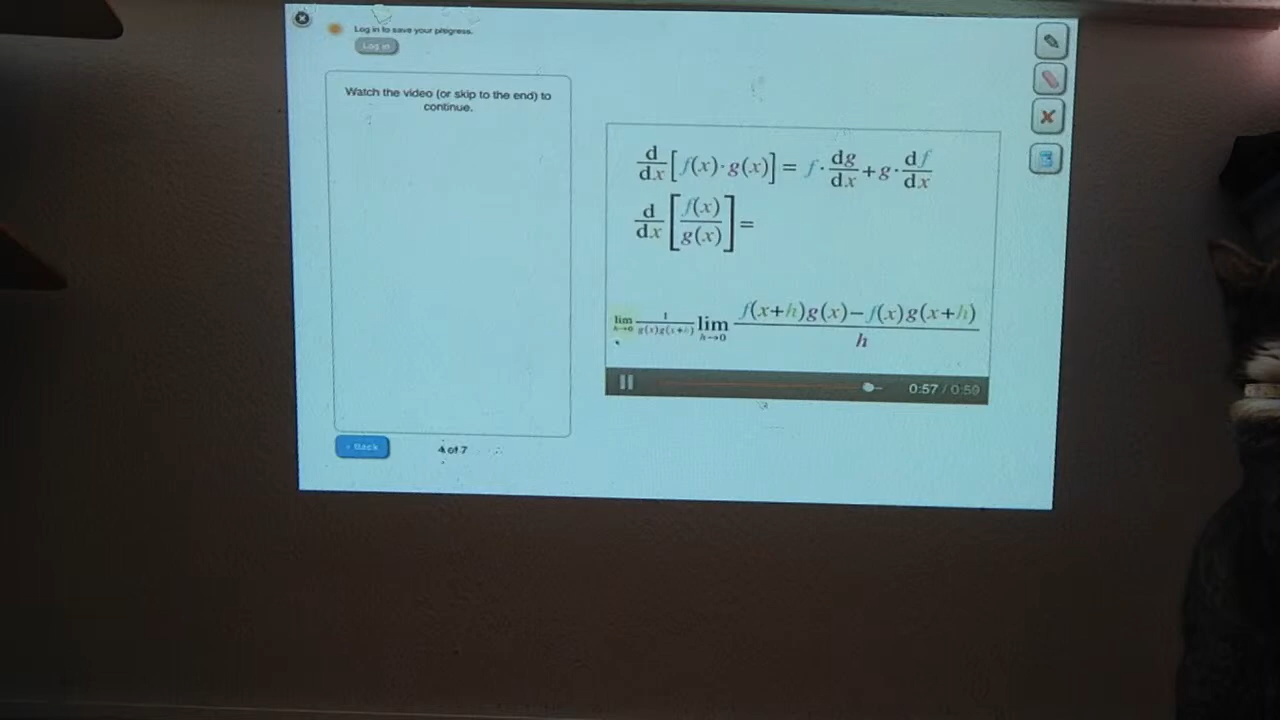 Log in to save your progress.
Log in
Watch the video (or skip to the end) to
continue.
d/dx [f(x)·g(x)] = f·dg/dx + g·df/dx
d/dx [f(x)/g(x)] =
lim h→0 1/g(x)g(x+h) lim h→0 f(x+h)g(x)−f(x)g(x+h)/h
0:57 / 0:59
‹ Back
4 of 7